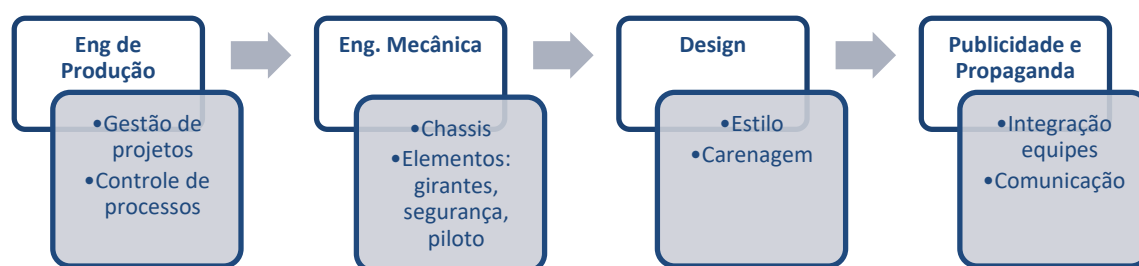 Eng de
Produção
•Gestão de
projetos
•Controle de
processos
Eng. Mecânica
•Chassis
•Elementos:
girantes,
segurança,
piloto
Design
•Estilo
•Carenagem
Publicidade e
Propaganda
•Integração
equipes
•Comunicação